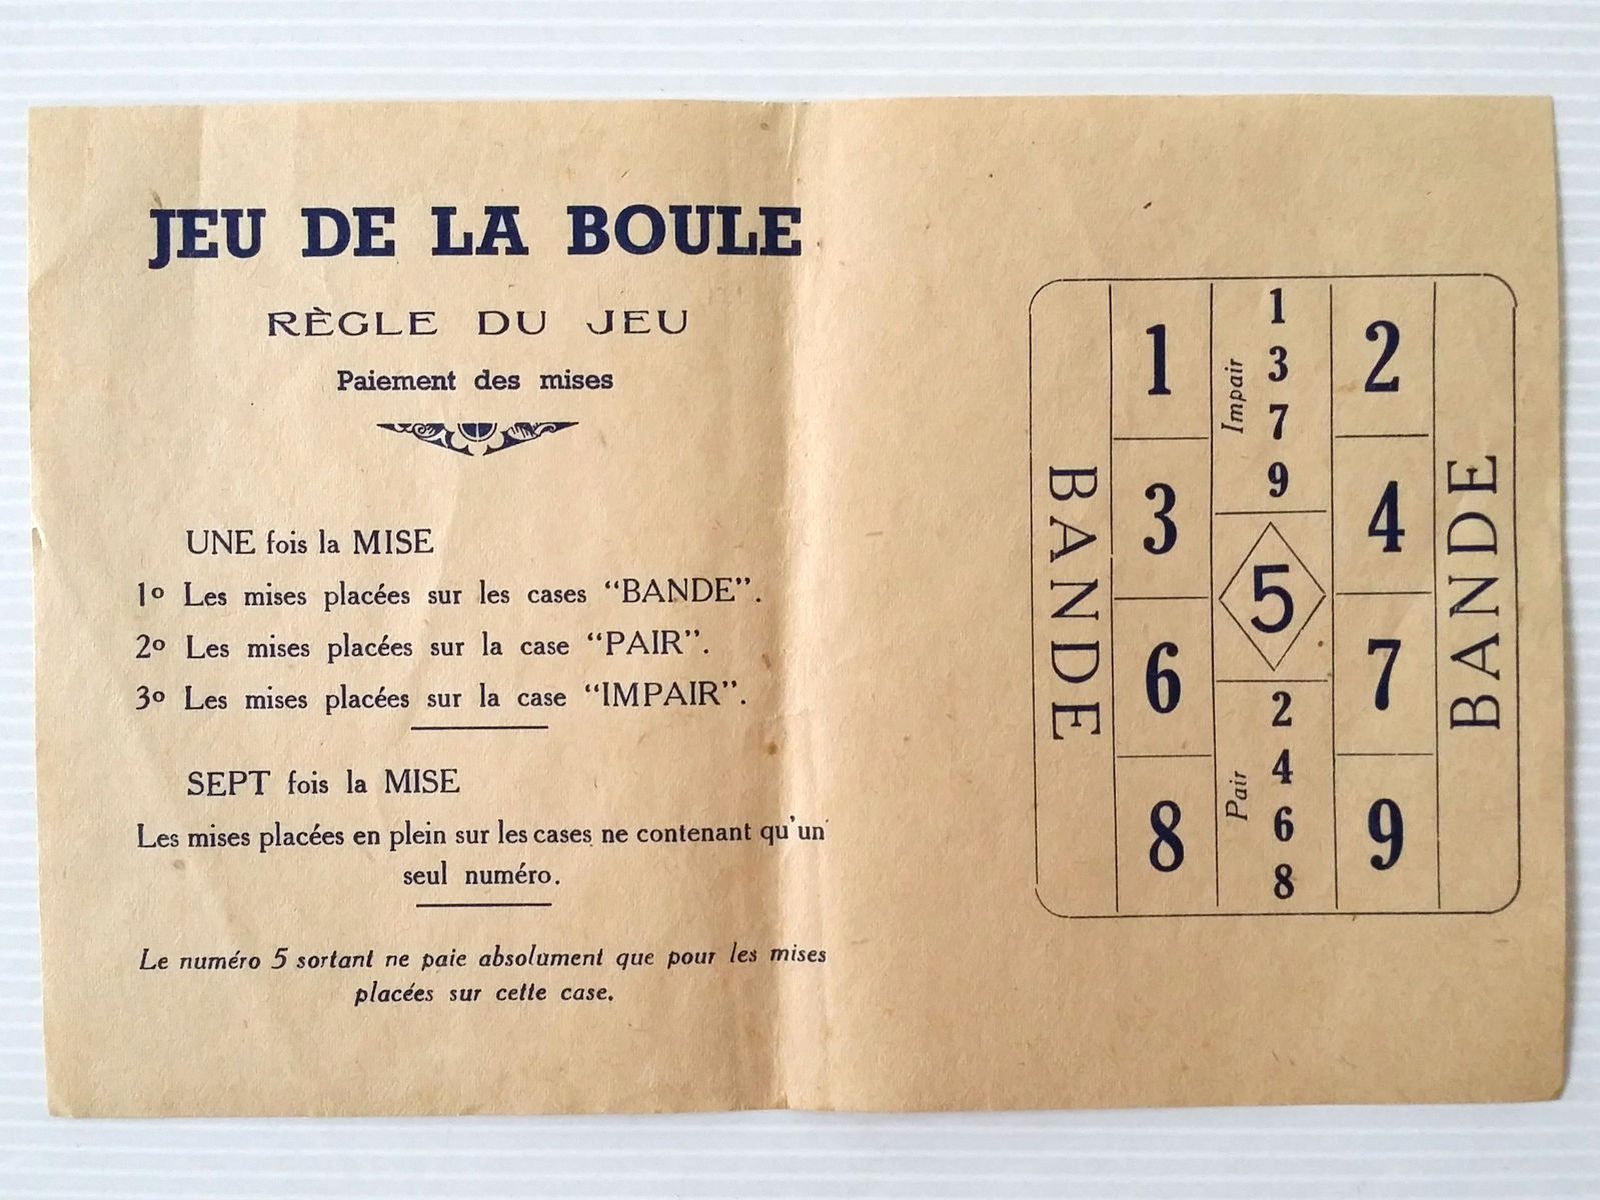 JEU DE LA BOULE
RÈGLE DU JEU
Paiement des mises
UNE fois la MISE
1º Les mises placées sur les cases “BANDE”.
2º Les mises placées sur la case “PAIR”.
3º Les mises placées sur la case “IMPAIR”.
SEPT fois la MISE
Les mises placées en plein sur les cases ne contenant qu'un
seul numéro.
Le numéro 5 sortant ne paie absolument que pour les mises
placées sur cette case.
BANDE
1
3
6
8
Impair
1
3
7
9
5
Pair
2
4
6
8
2
4
7
9
BANDE